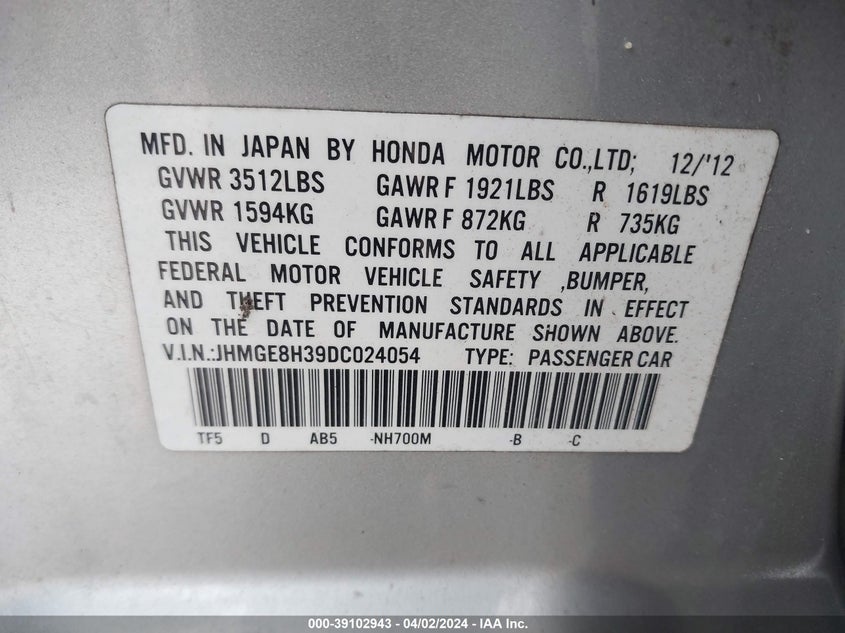 MFD. IN JAPAN BY HONDA MOTOR CO.,LTD; 12/'12
GVWR 3512LBS GAWR F 1921LBS R 1619LBS
GVWR 1594KG GAWR F 872KG R 735KG
THIS VEHICLE CONFORMS TO ALL APPLICABLE
FEDERAL MOTOR VEHICLE SAFETY ,BUMPER,
AND THEFT PREVENTION STANDARDS IN EFFECT
ON THE DATE OF MANUFACTURE SHOWN ABOVE.
V.I.N.:JHMGE8H39DC024054 TYPE: PASSENGER CAR
TF5 D AB5 -NH700M -B -C
000-39102943 - 04/02/2024 - IAA Inc.